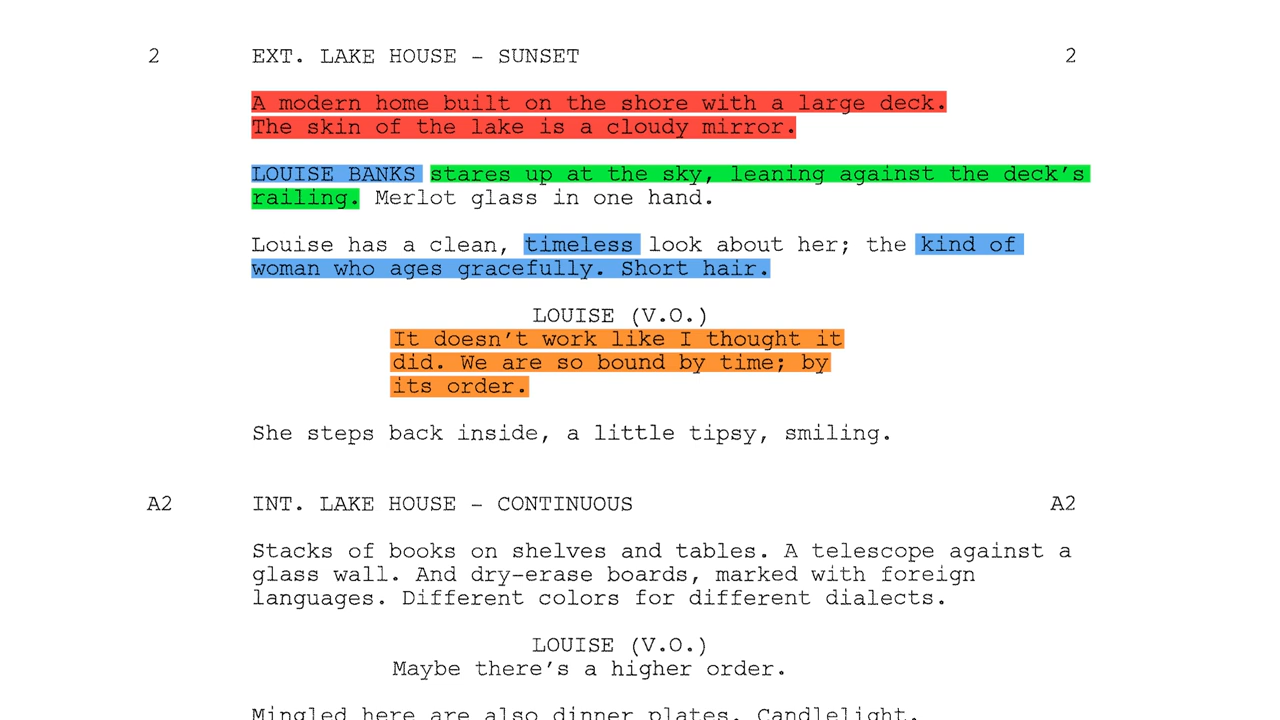 2 EXT. LAKE HOUSE – SUNSET 2
A modern home built on the shore with a large deck.
The skin of the lake is a cloudy mirror.
LOUISE BANKS stares up at the sky, leaning against the deck’s
railing. Merlot glass in one hand.
Louise has a clean, timeless look about her; the kind of
woman who ages gracefully. Short hair.
LOUISE (V.O.)
It doesn’t work like I thought it
did. We are so bound by time; by
its order.
She steps back inside, a little tipsy, smiling.
A2 INT. LAKE HOUSE – CONTINUOUS A2
Stacks of books on shelves and tables. A telescope against a
glass wall. And dry–erase boards, marked with foreign
languages. Different colors for different dialects.
LOUISE (V.O.)
Maybe there’s a higher order.
Mingled here are also dinner plates. Candlelight.